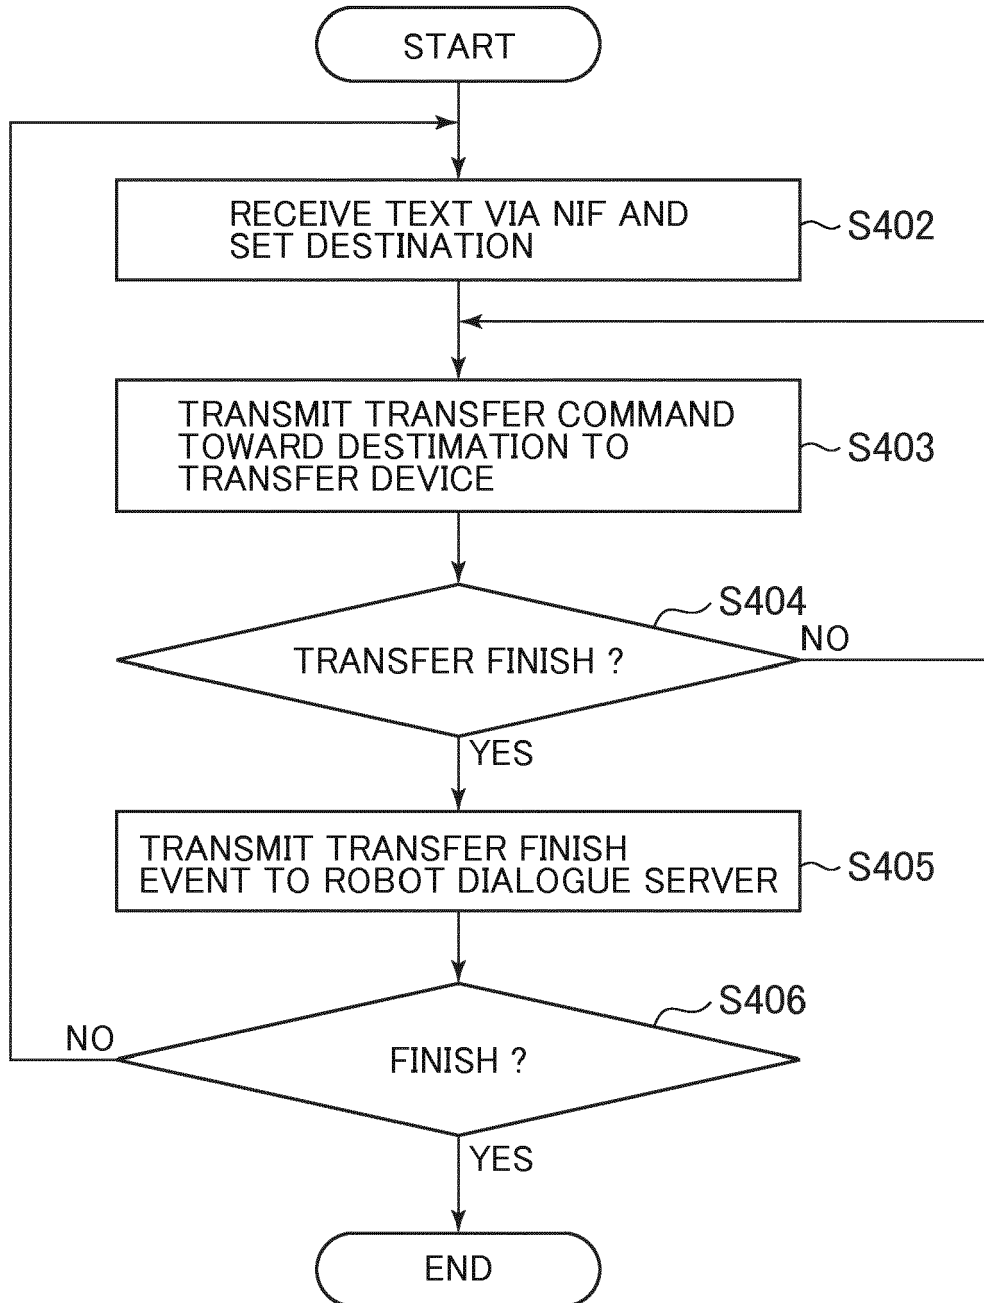 START
RECEIVE TEXT VIA NIF AND
SET DESTINATION
S402
TRANSMIT TRANSFER COMMAND
TOWARD DESTIMATION TO
TRANSFER DEVICE
S403
S404
TRANSFER FINISH ?
NO
YES
TRANSMIT TRANSFER FINISH
EVENT TO ROBOT DIALOGUE SERVER
S405
S406
NO
FINISH ?
YES
END